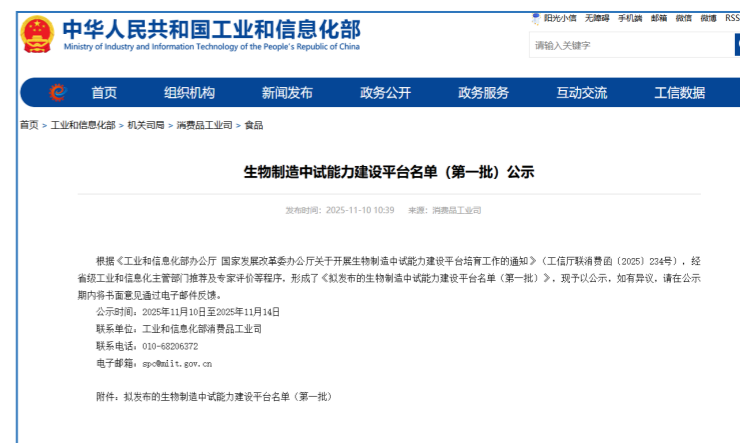 阳光小信 无障碍 手机端 邮箱 微信 微博 RSS
中华人民共和国工业和信息化部
Ministry of Industry and Information Technology of the People's Republic of China
请输入关键字
首页 组织机构 新闻发布 政务公开 政务服务 互动交流 工信数据
首页 > 工业和信息化部 > 机关司局 > 消费品工业司 > 食品
生物制造中试能力建设平台名单（第一批）公示
发布时间：2025-11-10 10:39 来源：消费品工业司
根据《工业和信息化部办公厅 国家发展改革委办公厅关于开展生物制造中试能力建设平台培育工作的通知》（工信厅联消费函〔2025〕234号），经
省级工业和信息化主管部门推荐及专家评价等程序，形成了《拟发布的生物制造中试能力建设平台名单（第一批）》，现予以公示，如有异议，请在公示
期内将书面意见通过电子邮件反馈。
公示时间：2025年11月10日至2025年11月14日
联系单位：工业和信息化部消费品工业司
联系电话：010-68206372
电子邮箱：spc@miit.gov.cn
附件：拟发布的生物制造中试能力建设平台名单（第一批）